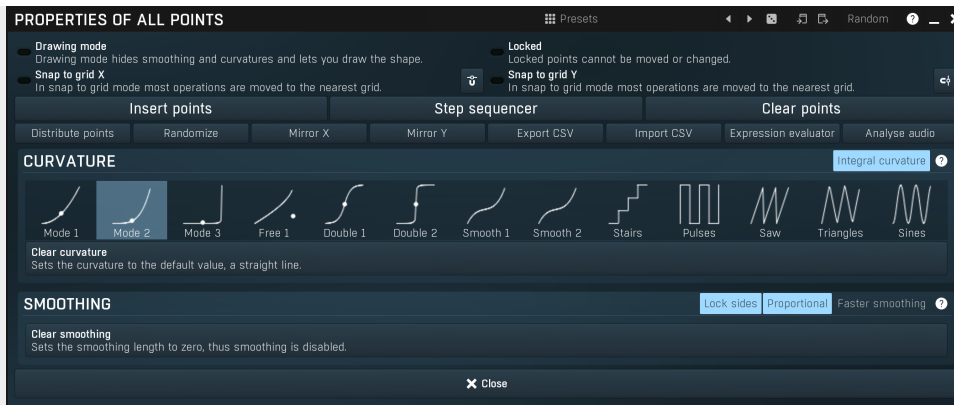 PROPERTIES OF ALL POINTS
Presets
Random
?
Drawing mode
Drawing mode hides smoothing and curvatures and lets you draw the shape.
Locked
Locked points cannot be moved or changed.
Snap to grid X
In snap to grid mode most operations are moved to the nearest grid.
Snap to grid Y
In snap to grid mode most operations are moved to the nearest grid.
Insert points
Step sequencer
Clear points
Distribute points
Randomize
Mirror X
Mirror Y
Export CSV
Import CSV
Expression evaluator
Analyse audio
CURVATURE
Integral curvature
?
Mode 1
Mode 2
Mode 3
Free 1
Double 1
Double 2
Smooth 1
Smooth 2
Stairs
Pulses
Saw
Triangles
Sines
Clear curvature
Sets the curvature to the default value, a straight line.
SMOOTHING
Lock sides
Proportional
Faster smoothing
?
Clear smoothing
Sets the smoothing length to zero, thus smoothing is disabled.
Close